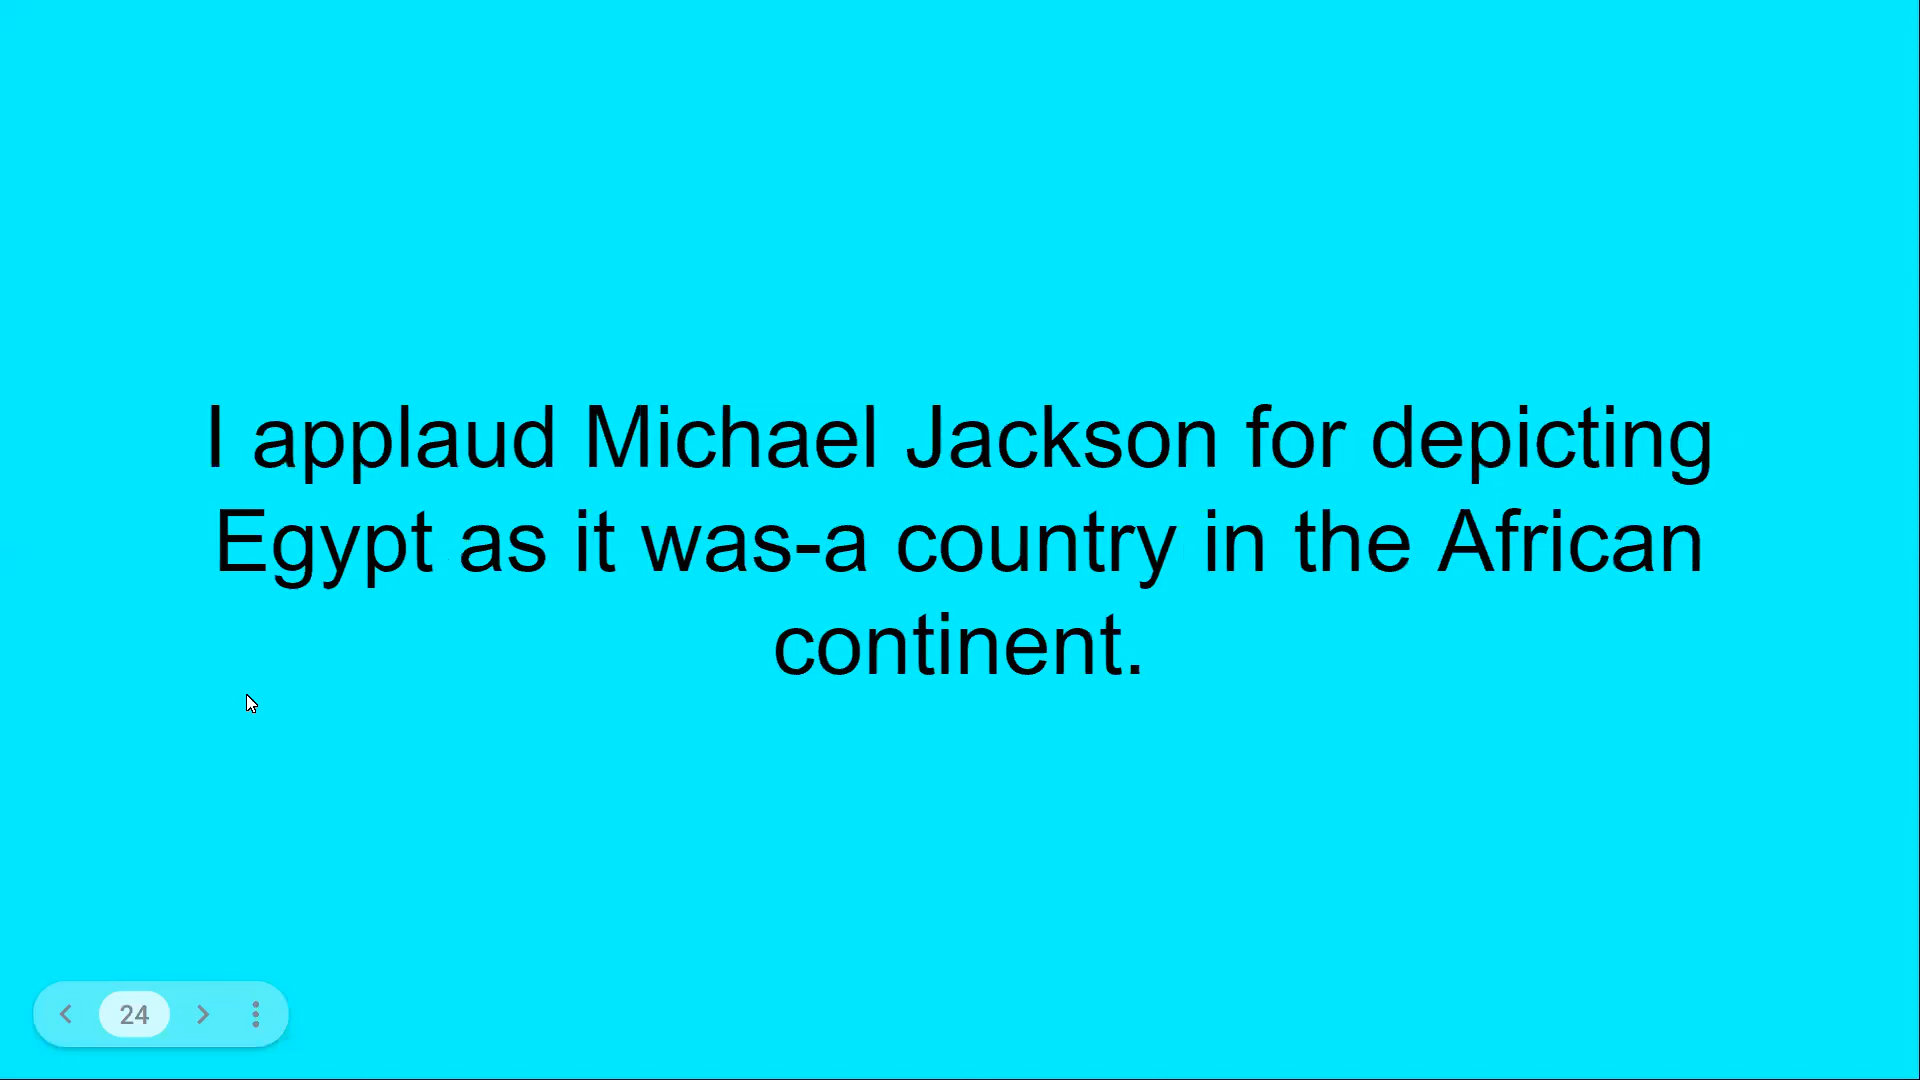 I applaud Michael Jackson for depicting
Egypt as it was-a country in the African
continent.
24